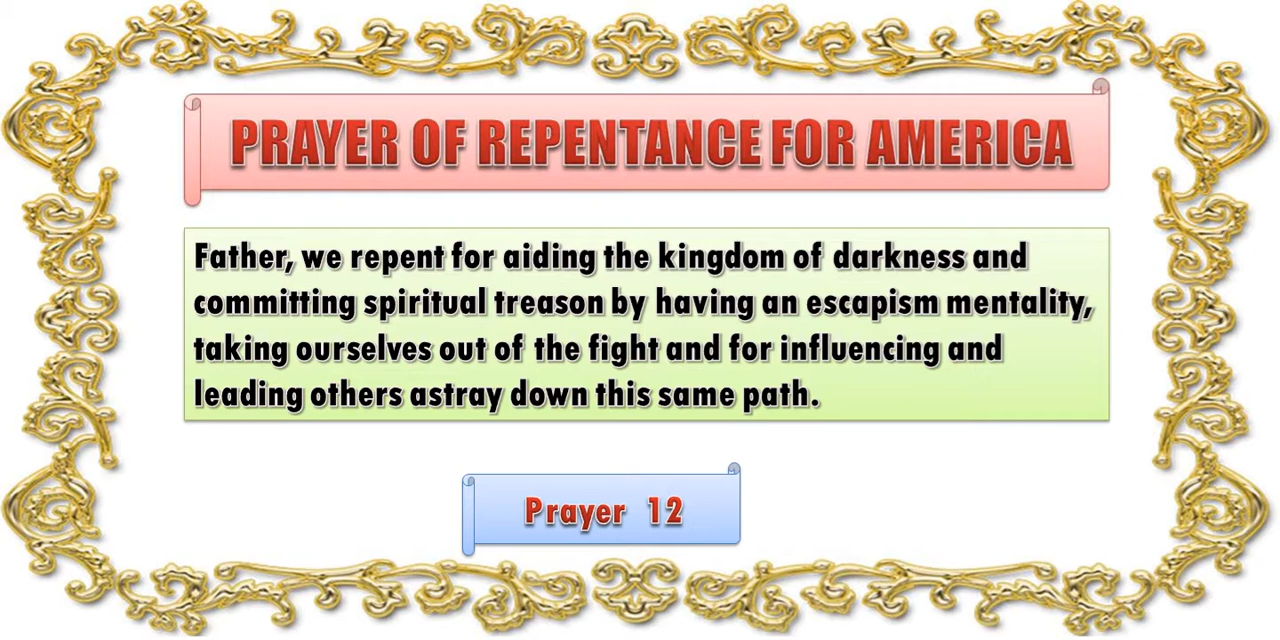 PRAYER OF REPENTANCE FOR AMERICA
Father, we repent for aiding the kingdom of darkness and
committing spiritual treason by having an escapism mentality,
taking ourselves out of the fight and for influencing and
leading others astray down this same path.
Prayer 12